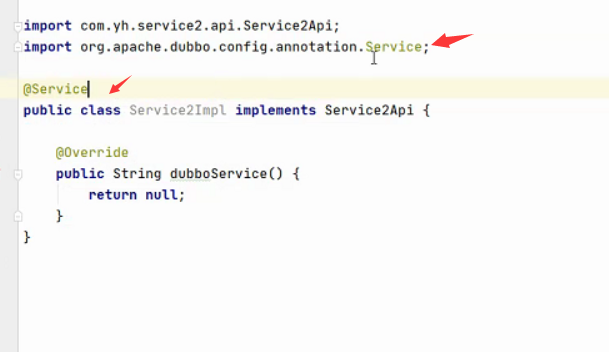 import com.yh.service2.api.Service2Api;
import org.apache.dubbo.config.annotation.Service;
@Service
public class Service2Impl implements Service2Api {
@Override
public String dubboService() {
return null;
}
}